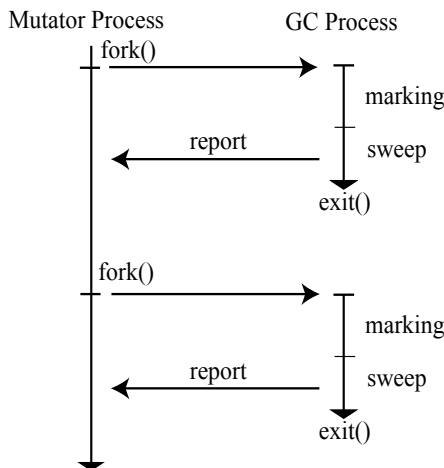 Mutator Process
GC Process
fork()
marking
report
sweep
exit()
fork()
marking
report
sweep
exit()